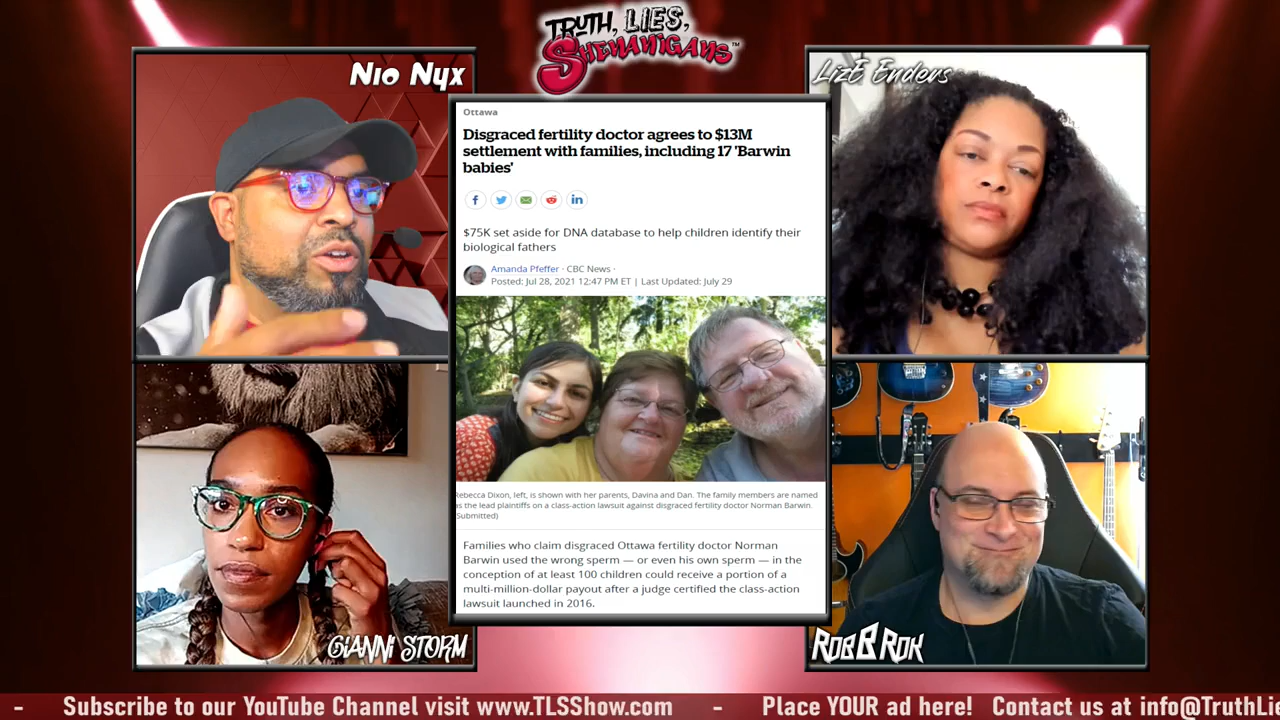 TRUTH, LIES,
SHENANIGANS™
Nio Nyx
LizE Enders
Ottawa
Disgraced fertility doctor agrees to $13M
settlement with families, including 17 'Barwin
babies'
$75K set aside for DNA database to help children identify their
biological fathers
Amanda Pfeffer · CBC News ·
Posted: Jul 28, 2021 12:47 PM ET | Last Updated: July 29
Rebecca Dixon, left, is shown with her parents, Davina and Dan. The family members are named
as the lead plaintiffs on a class-action lawsuit against disgraced fertility doctor Norman Barwin.
Submitted)
Families who claim disgraced Ottawa fertility doctor Norman
Barwin used the wrong sperm — or even his own sperm — in the
conception of at least 100 children could receive a portion of a
multi-million-dollar payout after a judge certified the class-action
lawsuit launched in 2016.
Gianni Storm
Rob B Rok
- Subscribe to our YouTube Channel visit www.TLSShow.com - Place YOUR ad here! Contact us at info@TruthLie